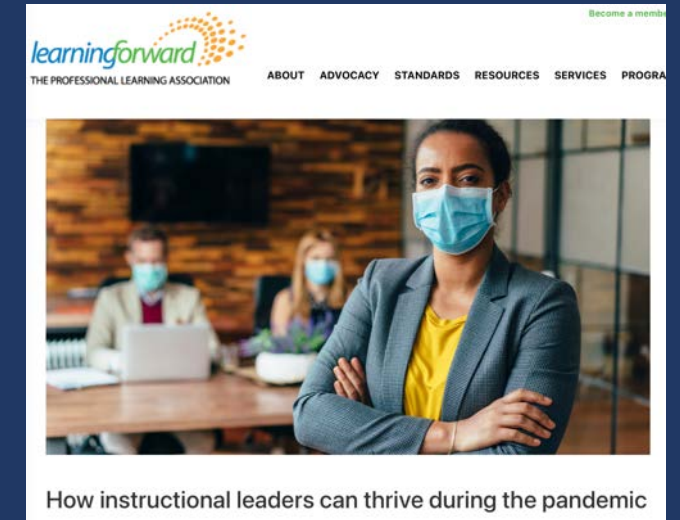 Become a
learningforward
THE PROFESSIONAL LEARNING ASSOCIATION
ABOUT ADVOCACY STANDARDS RESOURCES SERVICES PROGRA
How instructional leaders can thrive during the pandemic